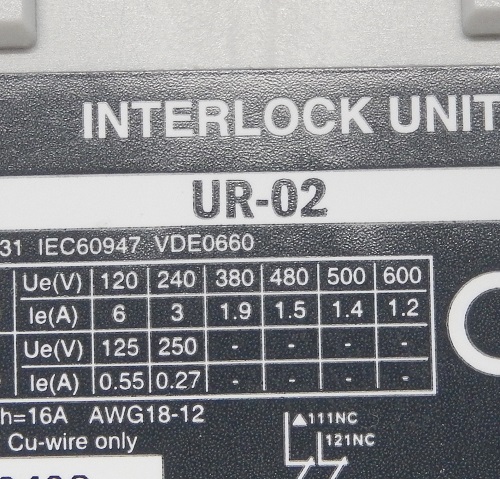 INTERLOCK UNIT
UR-02
31 IEC60947 VDE0660
Ue(V) 120 240 380 480 500 600
Ie(A) 6 3 1.9 1.5 1.4 1.2
Ue(V) 125 250 - - - -
Ie(A) 0.55 0.27 - - - -
h=16A AWG18-12
Cu-wire only
111NC
121NC